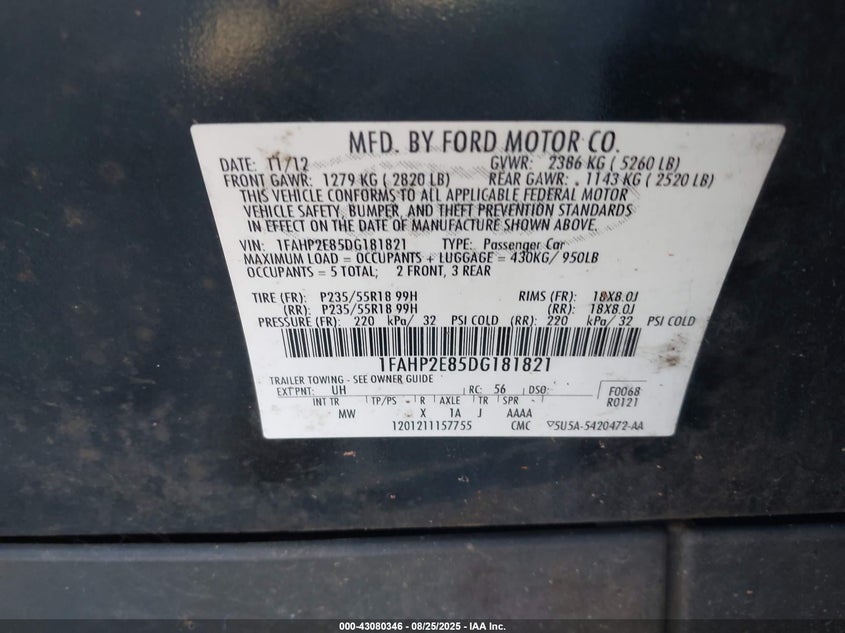 MFD. BY FORD MOTOR CO.
DATE: 11/12 GVWR: 2386 KG ( 5260 LB)
FRONT GAWR: 1279 KG ( 2820 LB) REAR GAWR: 1143 KG ( 2520 LB)
THIS VEHICLE CONFORMS TO ALL APPLICABLE FEDERAL MOTOR
VEHICLE SAFETY, BUMPER, AND THEFT PREVENTION STANDARDS
IN EFFECT ON THE DATE OF MANUFACTURE SHOWN ABOVE.
VIN: 1FAHP2E85DG181821 TYPE: Passenger Car
MAXIMUM LOAD = OCCUPANTS + LUGGAGE = 430KG/ 950LB
OCCUPANTS = 5 TOTAL; 2 FRONT, 3 REAR
TIRE (FR): P235/55R18 99H RIMS (FR): 18X8.0J
(RR): P235/55R18 99H (RR): 18X8.0J
PRESSURE (FR): 220 kPa/ 32 PSI COLD (RR): 220 kPa/ 32 PSI COLD
1FAHP2E85DG181821
TRAILER TOWING - SEE OWNER GUIDE
EXT PNT: UH RC: 56 DSO: F0068
INT TR TP/PS R AXLE TR SPR R0121
MW X 1A J AAAA
1201211157755 CMC ▽5U5A-5420472-AA
000-43080346 - 08/25/2025 - IAA Inc.